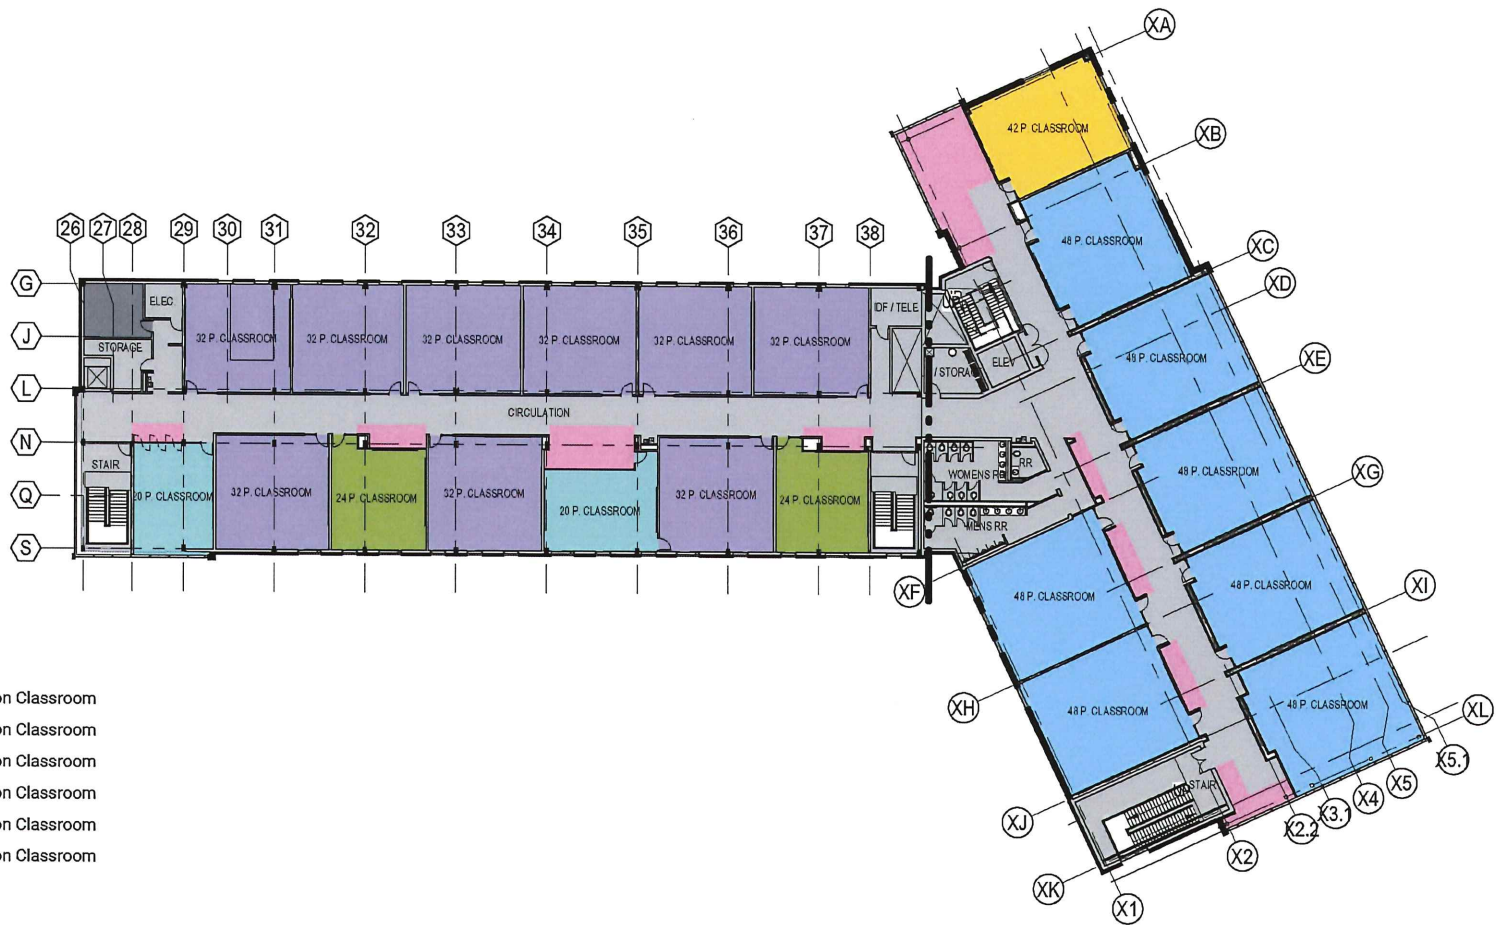 XA
42 P. CLASSROOM
XB
26
27
28
29
30
31
32
33
34
35
36
37
38
48 P. CLASSROOM
XC
G
ELEC
IDF / TELE
XD
J
STORAGE
32 P. CLASSROOM
32 P. CLASSROOM
32 P. CLASSROOM
32 P. CLASSROOM
32 P. CLASSROOM
32 P. CLASSROOM
/ STORAG
ELEV
48 P. CLASSROOM
XE
L
CIRCULATION
N
STAIR
WOMENS RR
RR
48 P. CLASSROOM
XG
Q
20 P. CLASSROOM
32 P. CLASSROOM
24 P. CLASSROOM
32 P. CLASSROOM
20 P. CLASSROOM
32 P. CLASSROOM
24 P. CLASSROOM
MENS RR
S
XF
48 P. CLASSROOM
48 P. CLASSROOM
XI
on Classroom
on Classroom
on Classroom
on Classroom
on Classroom
on Classroom
XH
48 P. CLASSROOM
48 P. CLASSROOM
XL
X5.1
X5
X4
X3.1
X2.2
STAIR
XJ
X2
XK
X1